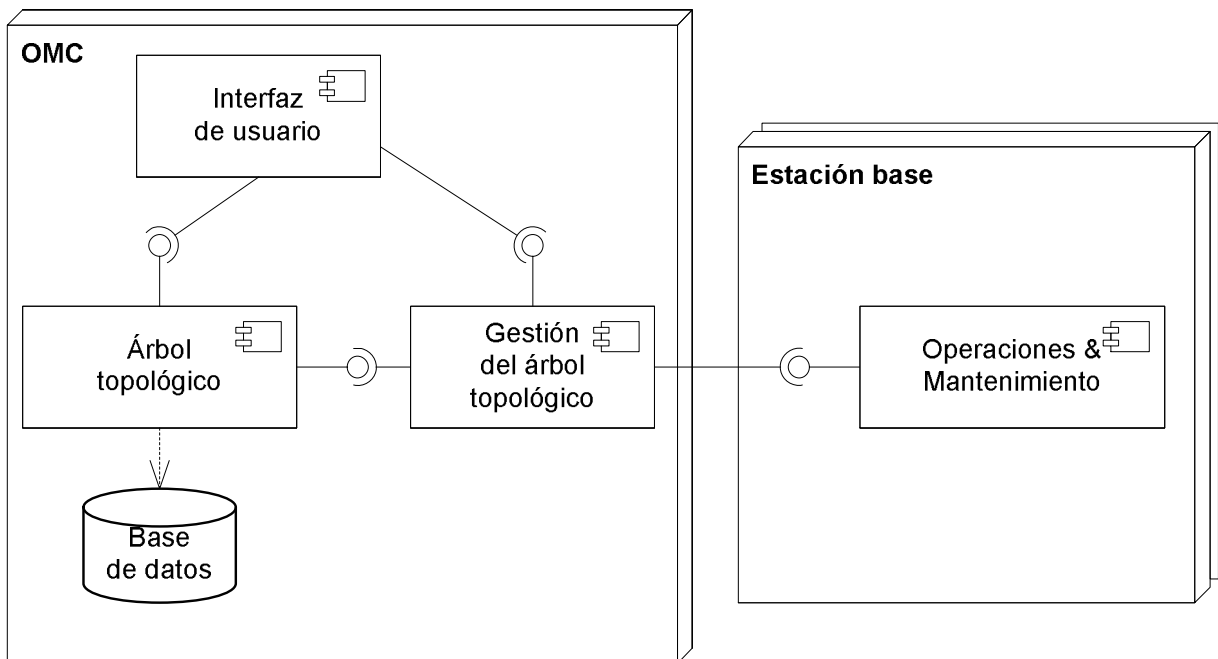 OMC
Interfaz
de usuario
Estación base
Árbol
topológico
Gestión
del árbol
topológico
Operaciones &
Mantenimiento
Base
de datos